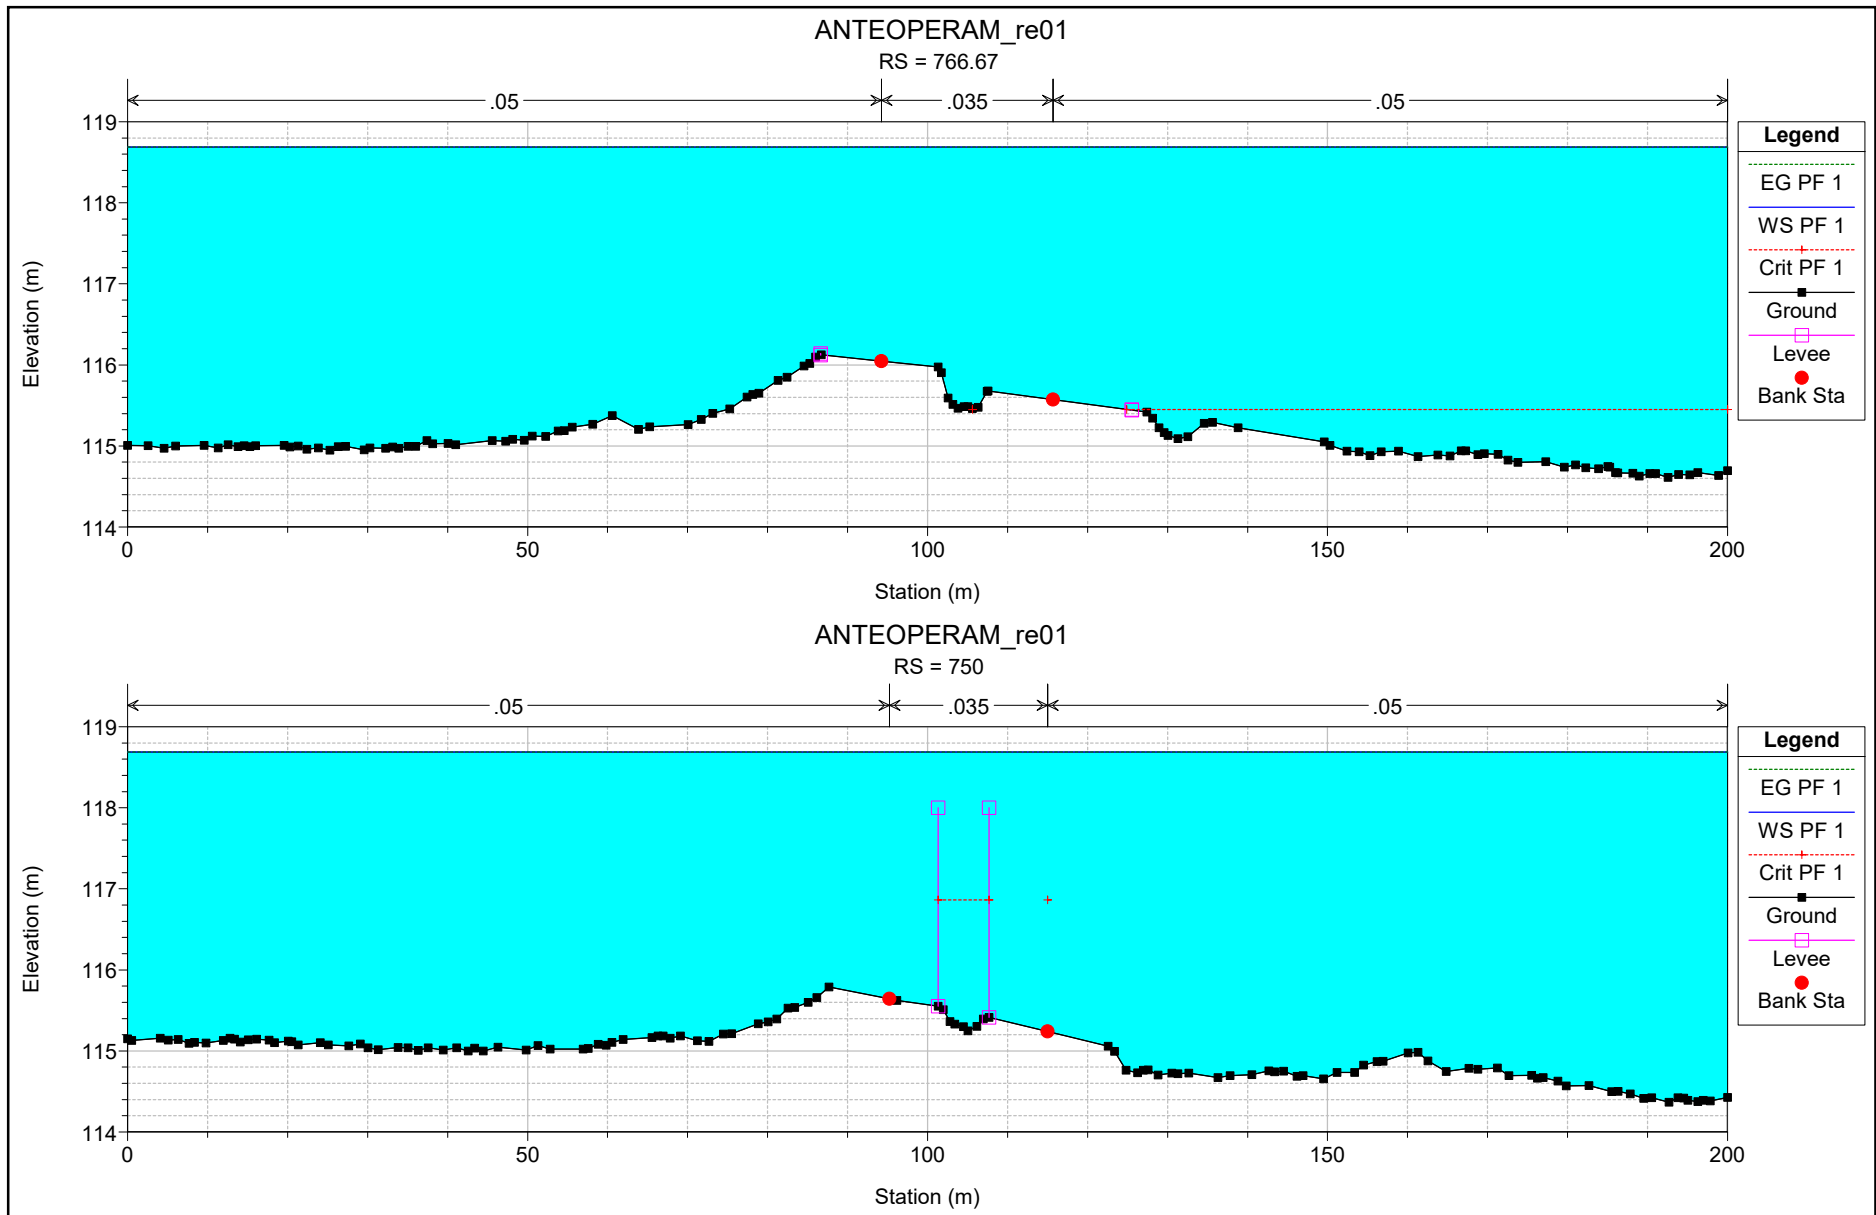 ANTEOPERAM_re01
RS = 766.67
.05 .035 .05
119
118
117
116
115
114
Elevation (m)
0 50 100 150 200
Station (m)
Legend
EG PF 1
WS PF 1
Crit PF 1
Ground
Levee
Bank Sta
ANTEOPERAM_re01
RS = 750
.05 .035 .05
119
118
117
116
115
114
Elevation (m)
0 50 100 150 200
Station (m)
Legend
EG PF 1
WS PF 1
Crit PF 1
Ground
Levee
Bank Sta